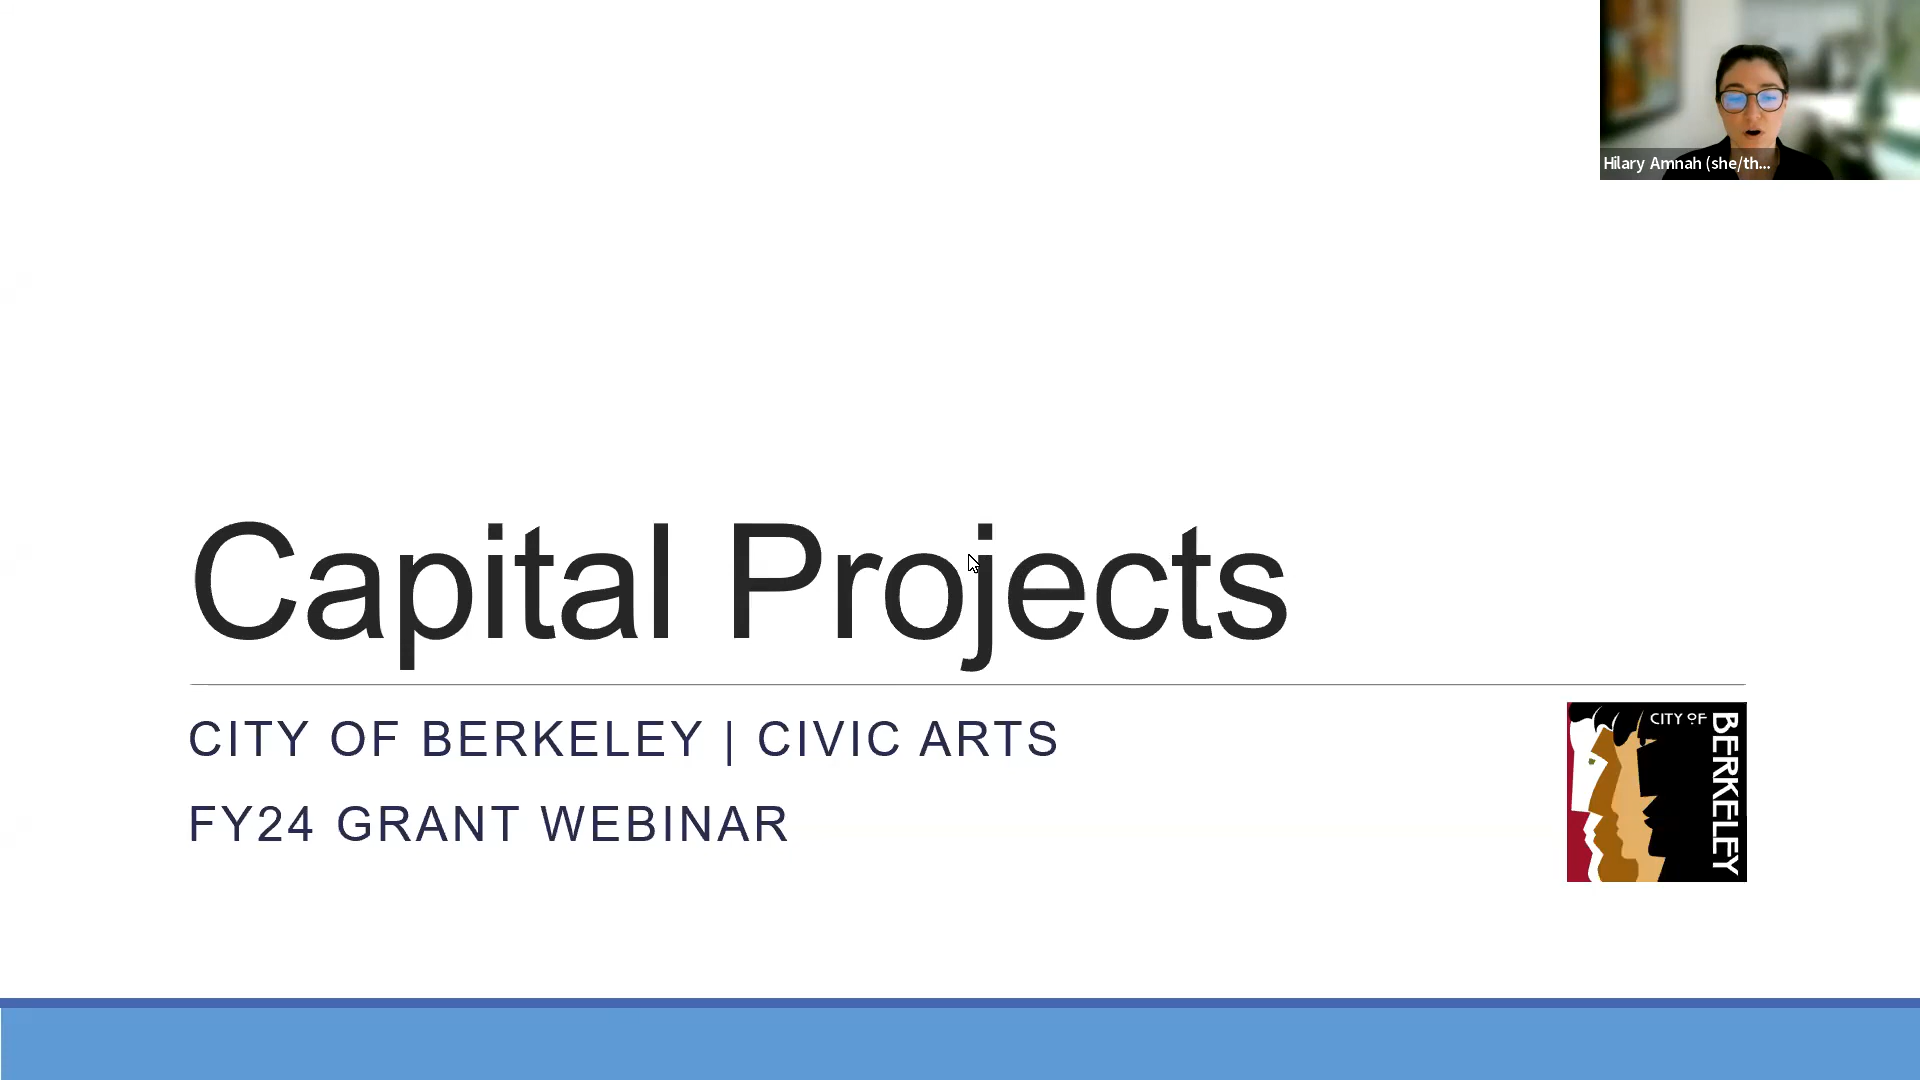 Hilary Amnah (she/th...
Capital Projects
CITY OF BERKELEY | CIVIC ARTS
FY24 GRANT WEBINAR
CITY OF
BERKELEY